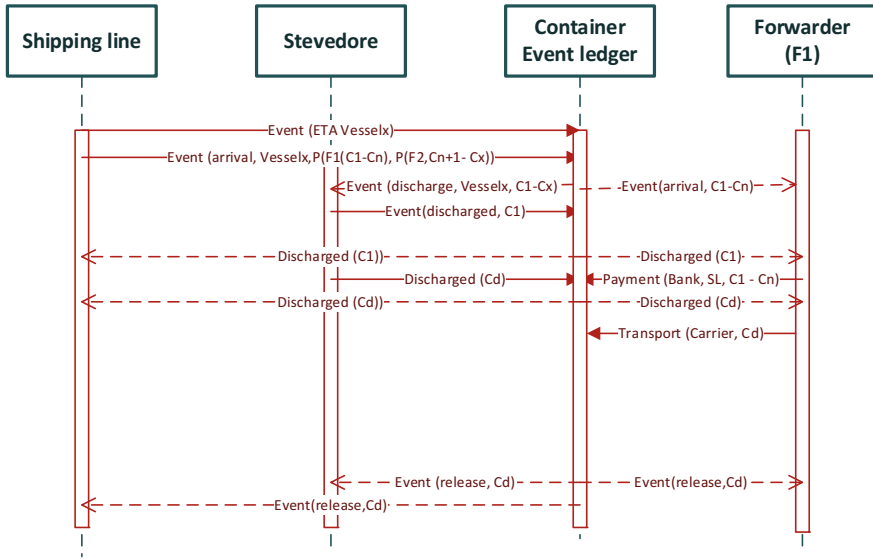 Shipping line
Stevedore
Container
Event ledger
Forwarder
(F1)
Event (ETA Vesselx)
Event (arrival, Vesselx,P(F1(C1-Cn), P(F2,Cn+1- Cx))
Event (discharge, Vesselx, C1-Cx)
Event(arrival, C1-Cn)
Event(discharged, C1)
Discharged (C1))
Discharged (C1)
Discharged (Cd)
Payment (Bank, SL, C1 - Cn)
Discharged (Cd))
Discharged (Cd)
Transport (Carrier, Cd)
Event (release, Cd)
Event(release,Cd)
Event(release,Cd)